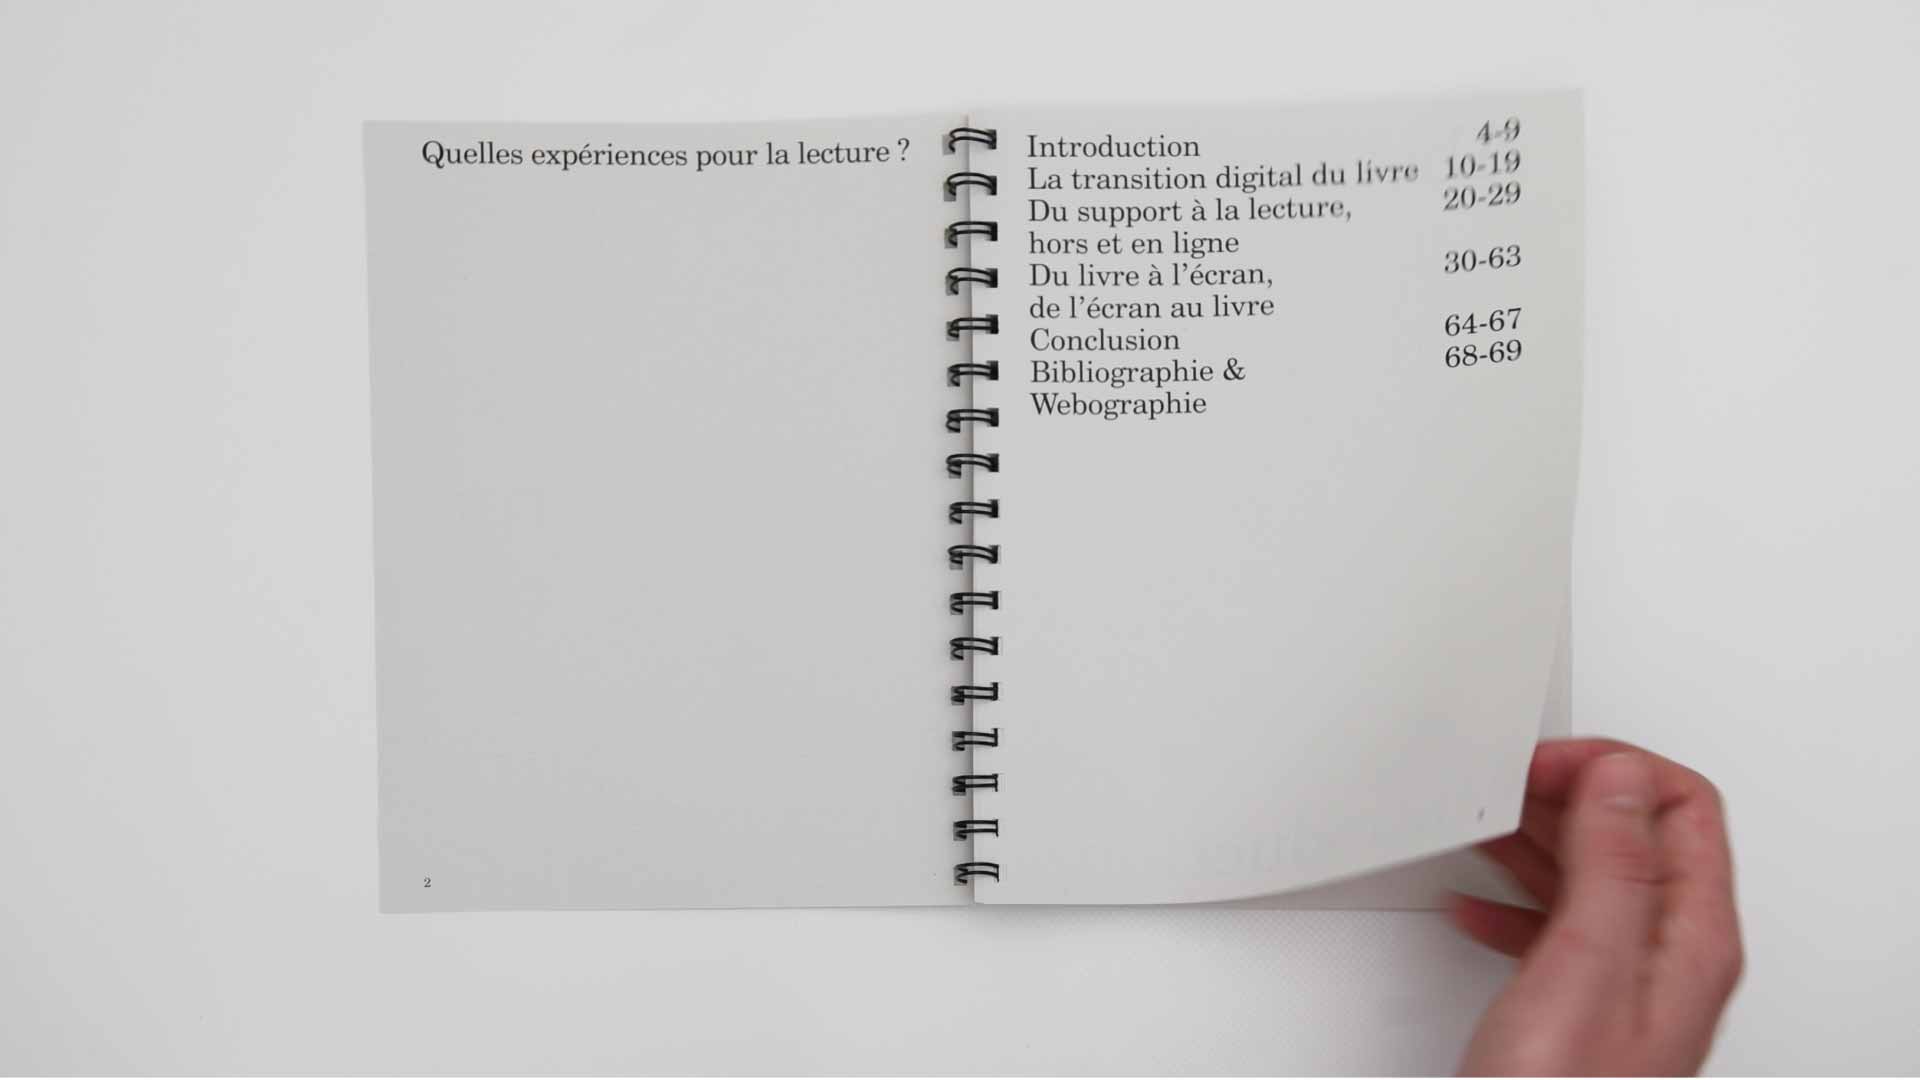 Quelles expériences pour la lecture ?
2
Introduction 4-9
La transition digital du livre 10-19
Du support à la lecture, 20-29
hors et en ligne
Du livre à l'écran, 30-63
de l'écran au livre
Conclusion 64-67
Bibliographie & 68-69
Webographie